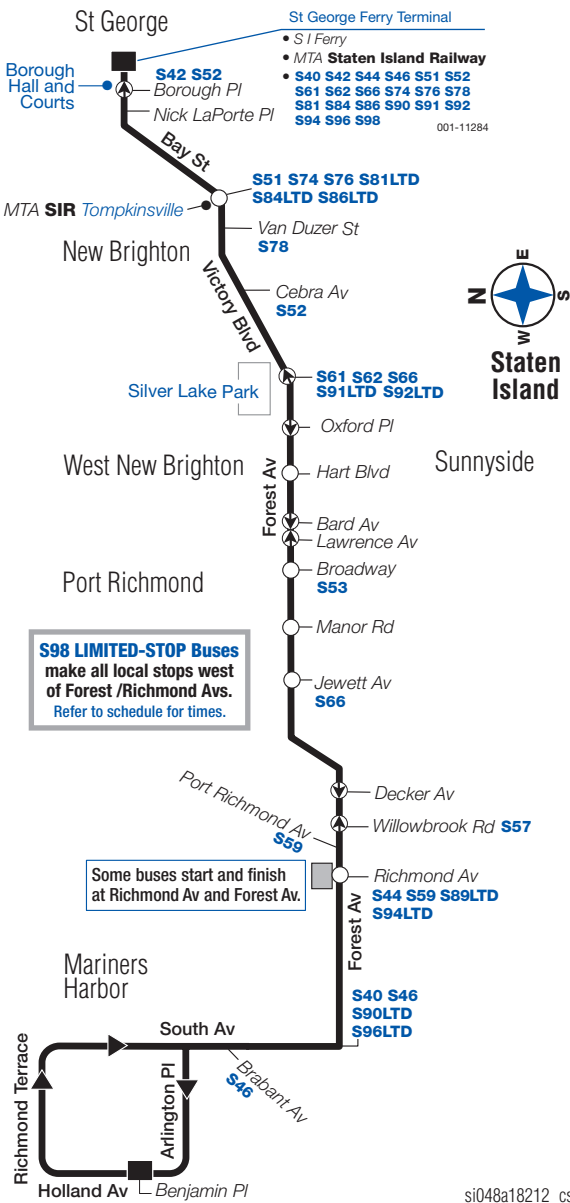 St George
St George Ferry Terminal
• S I Ferry
• MTA Staten Island Railway
• S40 S42 S44 S46 S51 S52
S61 S62 S66 S74 S76 S78
S81 S84 S86 S90 S91 S92
S94 S96 S98
001-11284
Borough
Hall and
Courts
S42 S52
Borough Pl
Nick LaPorte Pl
Bay St
S51 S74 S76 S81LTD
S84LTD S86LTD
MTA SIR Tompkinsville
Van Duzer St
S78
New Brighton
Victory Blvd
Cebra Av
S52
N
E
S
W
Staten
Island
S61 S62 S66
S91LTD S92LTD
Silver Lake Park
Oxford Pl
West New Brighton
Hart Blvd
Sunnyside
Forest Av
Bard Av
Lawrence Av
Broadway
S53
Port Richmond
Manor Rd
S98 LIMITED-STOP Buses
make all local stops west
of Forest /Richmond Avs.
Refer to schedule for times.
Jewett Av
S66
Port Richmond Av
S59
Decker Av
Willowbrook Rd S57
Some buses start and finish
at Richmond Av and Forest Av.
Richmond Av
S44 S59 S89LTD
S94LTD
Forest Av
Mariners
Harbor
S40 S46
S90LTD
S96LTD
South Av
Brabant Av
S46
Richmond Terrace
Arlington Pl
Holland Av
Benjamin Pl
si048a18212 cs